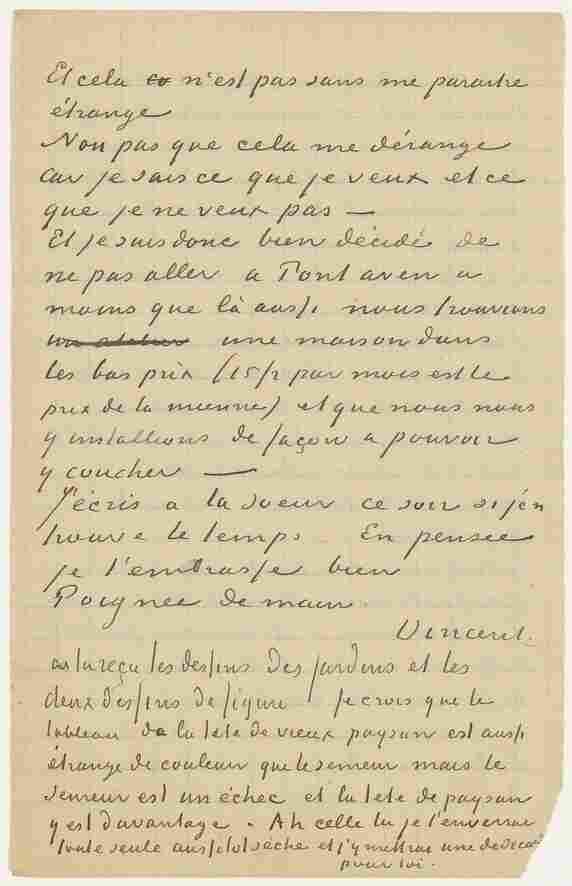 Et cela n'est pas sans me paraitre
étrange
Non pas que cela me dérange
car je sais ce que je veux et ce
que je ne veux pas —
Et je suis donc bien décidé de
ne pas aller a Pont aven a
moins que là aussi nous trouvions
un atelier une maison dans
les bas prix (15 fr par mois est le
prix de la mienne) et que nous nous
y installions de façon a pouvoir
y coucher —
J'écris a la soeur ce soir si j'en
trouve le temps En pensée
je t'embrasse bien
Poignee de main.
Vincent.
as tu reçu les dessins des jardins et les
deux dessins de figure je crois que le
tableau de la tete de vieux paysan est aussi
étrange de couleur que le semeur mais le
semeur est un échec et la tete de paysan
y est davantage. Ah celle la je l'enverrai
toute seule aussitot seche et j'y mettrai une dedicace
pour toi.